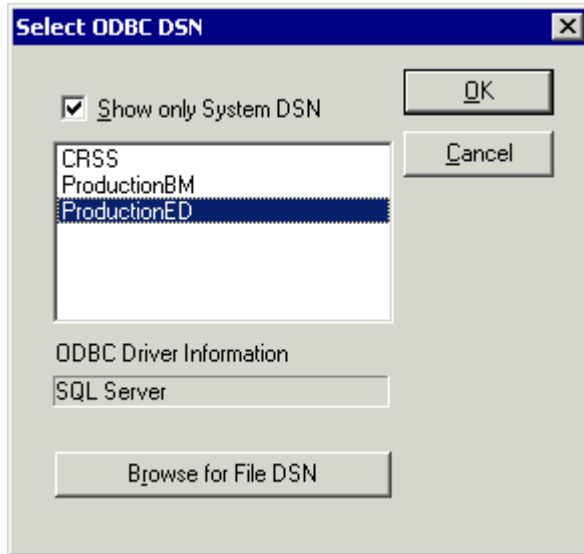 Select ODBC DSN
Show only System DSN
OK
Cancel
CRSS
ProductionBM
ProductionED
ODBC Driver Information
SQL Server
Browse for File DSN